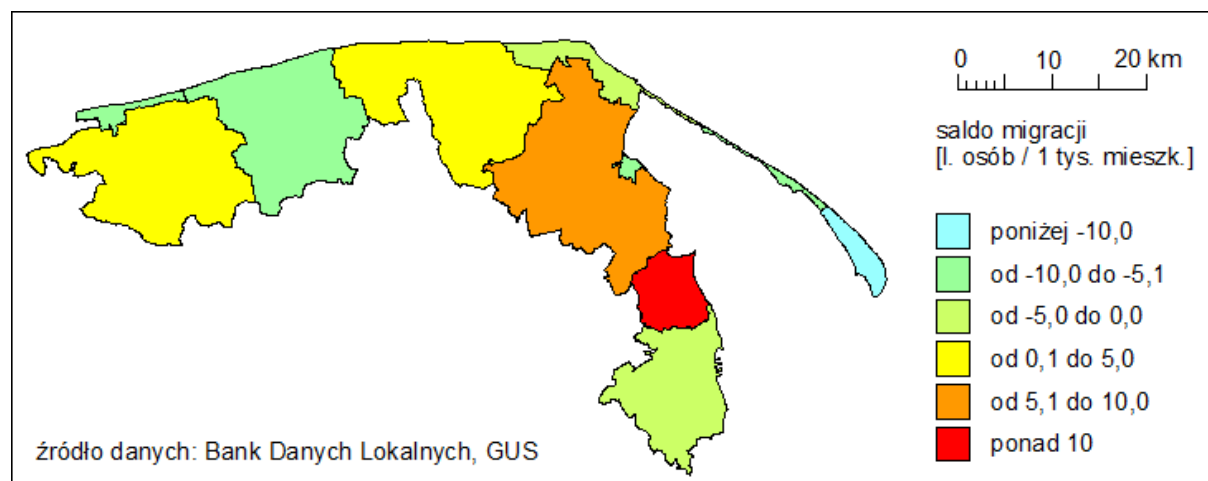 0 10 20 km
saldo migracji
[l. osób / 1 tys. mieszk.]
poniżej -10,0
od -10,0 do -5,1
od -5,0 do 0,0
od 0,1 do 5,0
od 5,1 do 10,0
ponad 10
źródło danych: Bank Danych Lokalnych, GUS